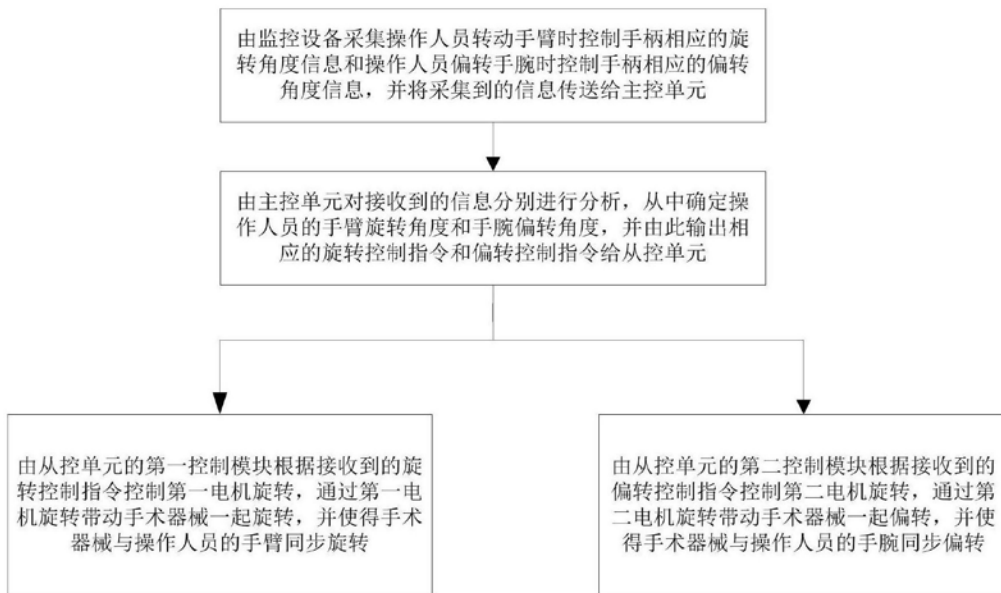 由监控设备采集操作人员转动手臂时控制手柄相应的旋
转角度信息和操作人员偏转手腕时控制手柄相应的偏转
角度信息，并将采集到的信息传送给主控单元
由主控单元对接收到的信息分别进行分析，从中确定操
作人员的手臂旋转角度和手腕偏转角度，并由此输出相
应的旋转控制指令和偏转控制指令给从控单元
由从控单元的第一控制模块根据接收到的旋
转控制指令控制第一电机旋转，通过第一电
机旋转带动手术器械一起旋转，并使得手术
器械与操作人员的手臂同步旋转
由从控单元的第二控制模块根据接收到的
偏转控制指令控制第二电机旋转，通过第
二电机旋转带动手术器械一起偏转，并使
得手术器械与操作人员的手腕同步偏转